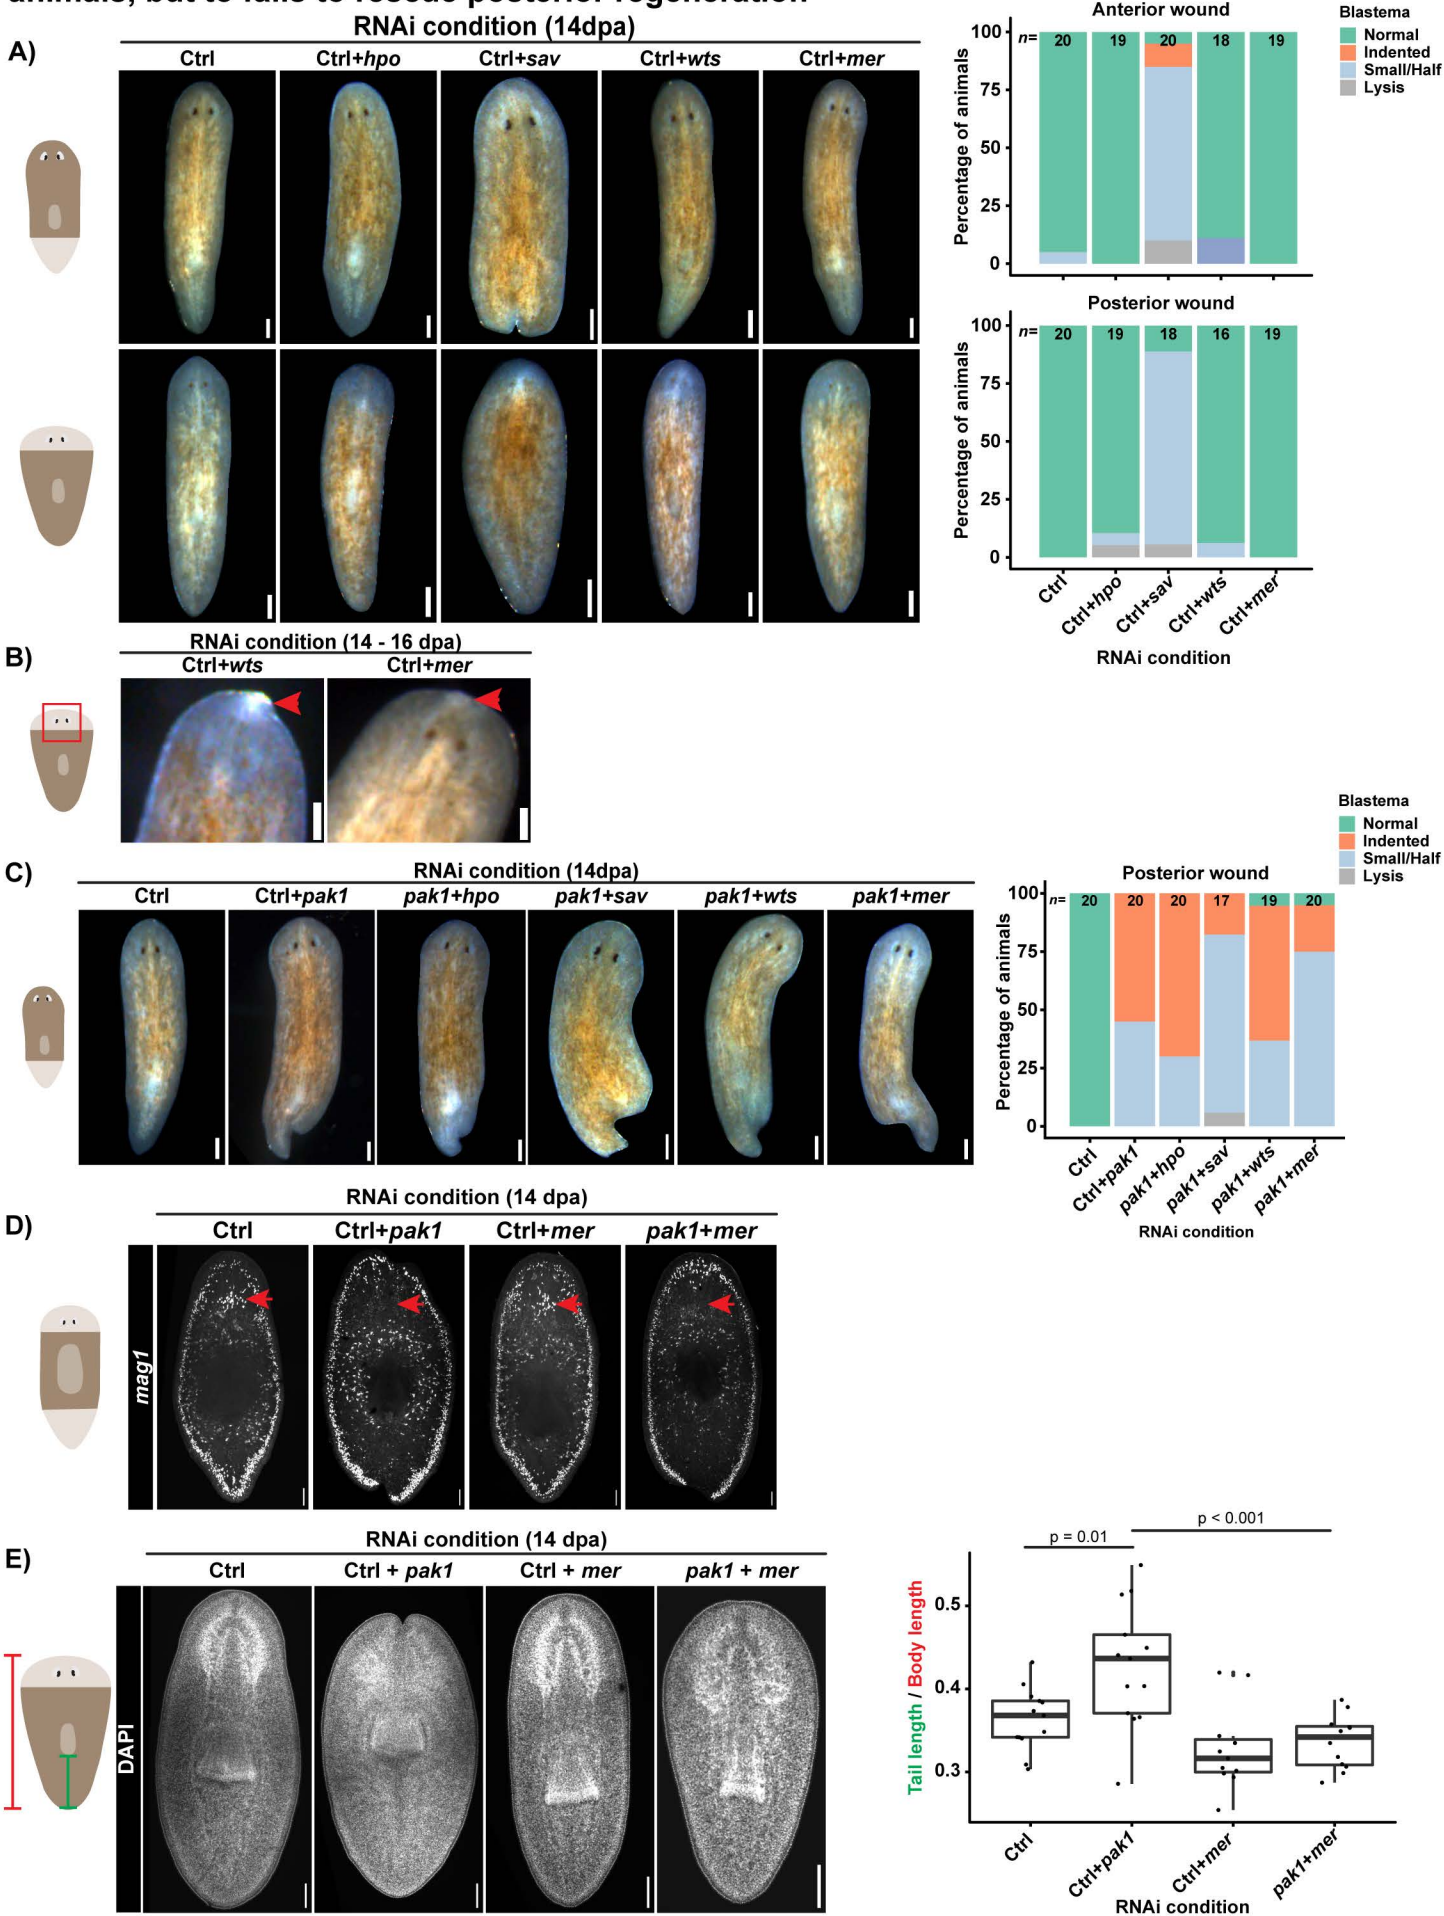 animals, but to fails to rescue posterior regeneration
A)
RNAi condition (14dpa)
Ctrl
Ctrl+hpo
Ctrl+sav
Ctrl+wts
Ctrl+mer
Anterior wound
Percentage of animals
100
75
50
25
0
n=
20
19
20
18
19
Blastema
Normal
Indented
Small/Half
Lysis
Posterior wound
Percentage of animals
100
75
50
25
0
n=
20
19
18
16
19
Ctrl
Ctrl+hpo
Ctrl+sav
Ctrl+wts
Ctrl+mer
RNAi condition
B)
RNAi condition (14 - 16 dpa)
Ctrl+wts
Ctrl+mer
C)
RNAi condition (14dpa)
Ctrl
Ctrl+pak1
pak1+hpo
pak1+sav
pak1+wts
pak1+mer
Blastema
Normal
Indented
Small/Half
Lysis
Posterior wound
Percentage of animals
100
75
50
25
0
n=
20
20
20
17
19
20
Ctrl
Ctrl+pak1
pak1+hpo
pak1+sav
pak1+wts
pak1+mer
RNAi condition
D)
RNAi condition (14 dpa)
Ctrl
Ctrl+pak1
Ctrl+mer
pak1+mer
mag1
E)
RNAi condition (14 dpa)
Ctrl
Ctrl + pak1
Ctrl + mer
pak1 + mer
DAPI
p = 0.01
p < 0.001
Tail length / Body length
0.5
0.4
0.3
Ctrl
Ctrl+pak1
Ctrl+mer
pak1+mer
RNAi condition